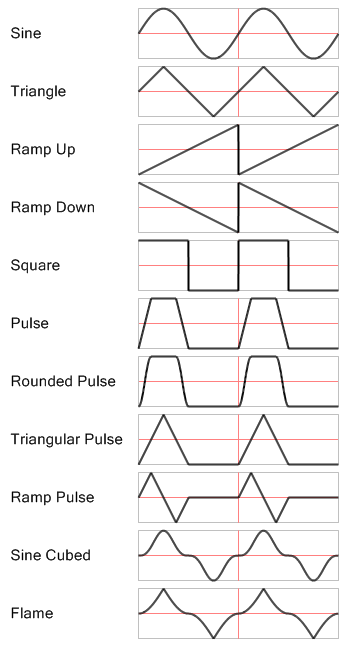 Sine
Triangle
Ramp Up
Ramp Down
Square
Pulse
Rounded Pulse
Triangular Pulse
Ramp Pulse
Sine Cubed
Flame